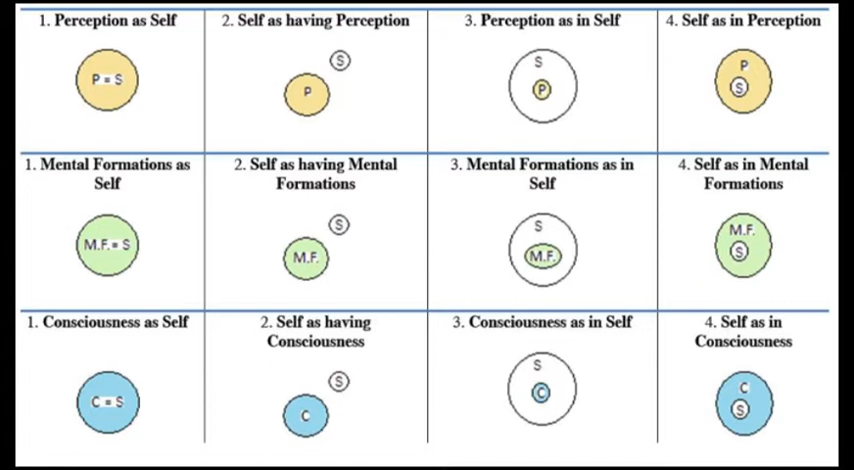 1. Perception as Self
2. Self as having Perception
3. Perception as in Self
4. Self as in Perception
P = S
S
P
S
P
P
S
1. Mental Formations as
Self
2. Self as having Mental
Formations
3. Mental Formations as in
Self
4. Self as in Mental
Formations
M.F. = S
S
M.F.
S
M.F.
M.F.
S
1. Consciousness as Self
2. Self as having
Consciousness
3. Consciousness as in Self
4. Self as in
Consciousness
C = S
S
C
S
C
C
S